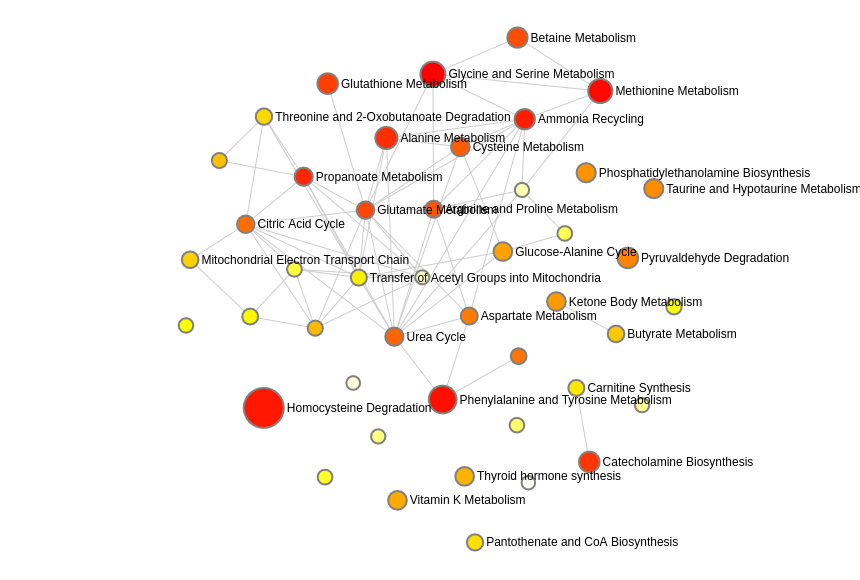 Betaine Metabolism
Glycine and Serine Metabolism
Glutathione Metabolism
Methionine Metabolism
Threonine and 2-Oxobutanoate Degradation
Ammonia Recycling
Alanine Metabolism
Cysteine Metabolism
Phosphatidylethanolamine Biosynthesis
Propanoate Metabolism
Taurine and Hypotaurine Metabolism
Glutamate Metabolism
Arginine and Proline Metabolism
Citric Acid Cycle
Glucose-Alanine Cycle
Pyruvaldehyde Degradation
Mitochondrial Electron Transport Chain
Transfer of Acetyl Groups into Mitochondria
Ketone Body Metabolism
Aspartate Metabolism
Butyrate Metabolism
Urea Cycle
Carnitine Synthesis
Phenylalanine and Tyrosine Metabolism
Homocysteine Degradation
Catecholamine Biosynthesis
Thyroid hormone synthesis
Vitamin K Metabolism
Pantothenate and CoA Biosynthesis